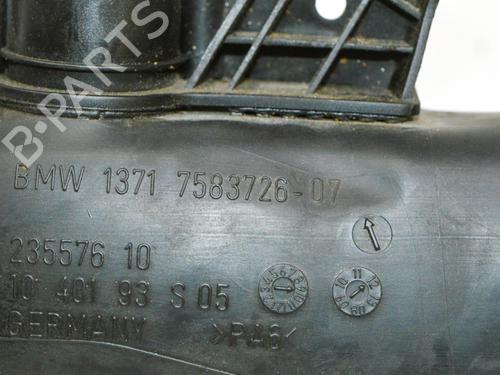 B-PARTS
BMW 1371 7583726-07
235576 10
10 401 93 S 05
GERMANY >PA6<